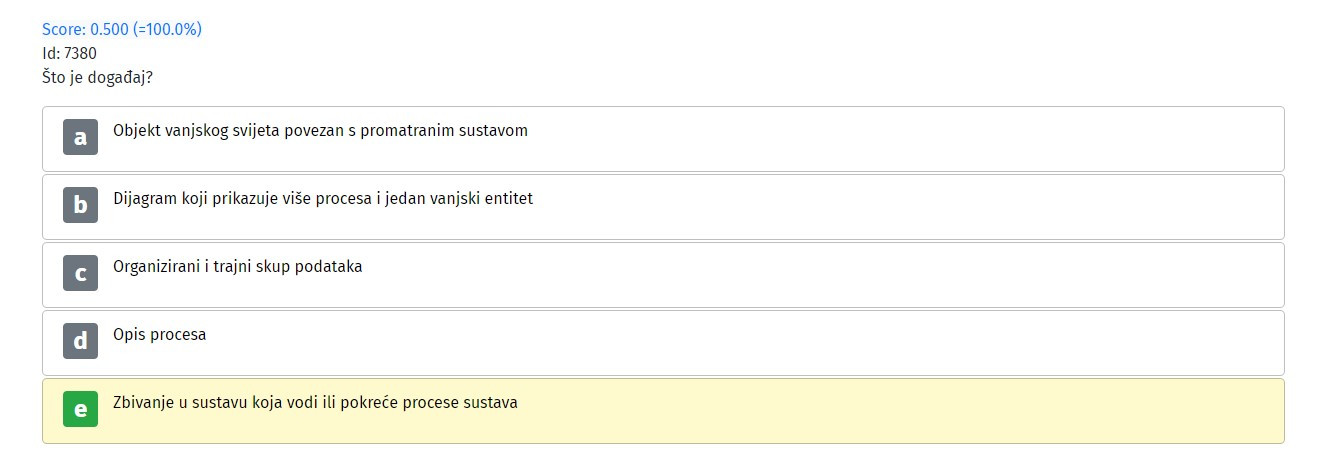 Score: 0.500 (=100.0%)
Id: 7380
Što je događaj?
a Objekt vanjskog svijeta povezan s promatranim sustavom
b Dijagram koji prikazuje više procesa i jedan vanjski entitet
c Organizirani i trajni skup podataka
d Opis procesa
e Zbivanje u sustavu koja vodi ili pokreće procese sustava